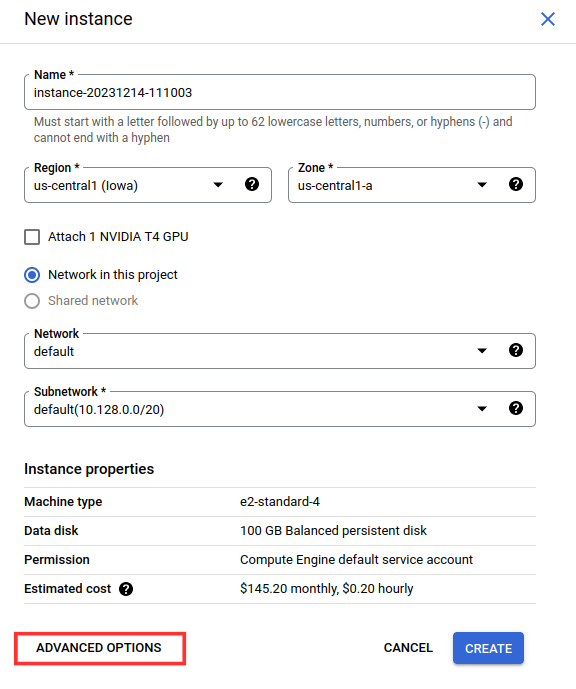 New instance
Name *
instance-20231214-111003
Must start with a letter followed by up to 62 lowercase letters, numbers, or hyphens (-) and
cannot end with a hyphen
Region *
us-central1 (Iowa)
Zone *
us-central1-a
Attach 1 NVIDIA T4 GPU
Network in this project
Shared network
Network
default
Subnetwork *
default(10.128.0.0/20)
Instance properties
Machine type e2-standard-4
Data disk 100 GB Balanced persistent disk
Permission Compute Engine default service account
Estimated cost $145.20 monthly, $0.20 hourly
ADVANCED OPTIONS CANCEL CREATE